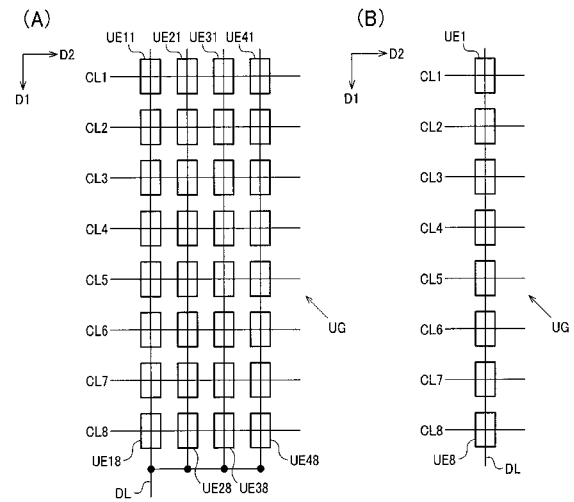 (A)
UE11 UE21 UE31 UE41
D2
D1
CL1
CL2
CL3
CL4
CL5
CL6
CL7
CL8
UG
UE18
UE28 UE38
UE48
DL
(B)
UE1
D2
D1
CL1
CL2
CL3
CL4
CL5
CL6
CL7
CL8
UG
UE8
DL